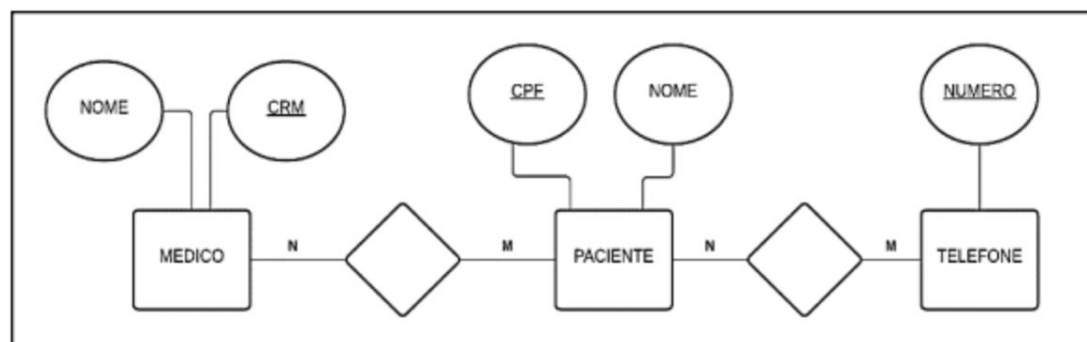 NOME
CRM
CPF
NOME
NUMERO
MEDICO
N
M
PACIENTE
N
M
TELEFONE